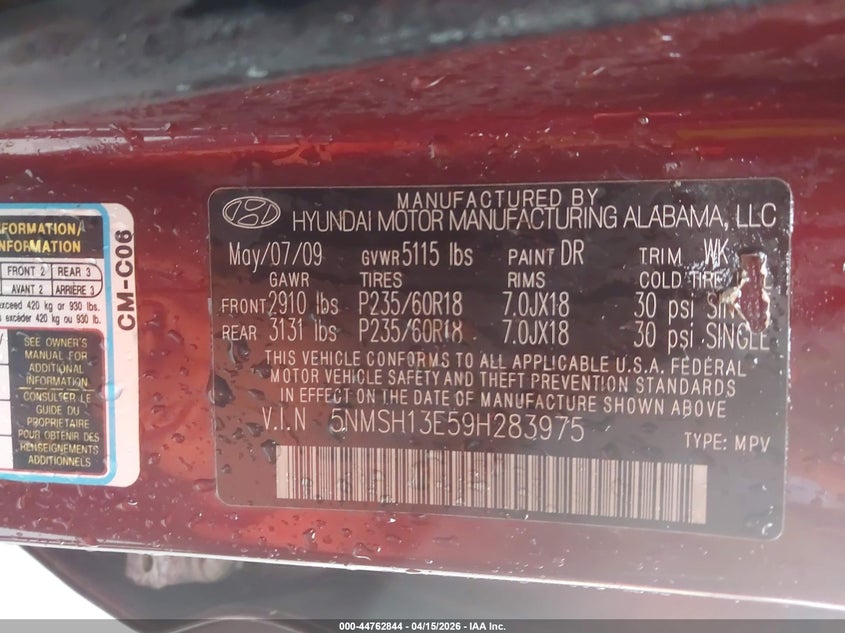 MANUFACTURED BY
HYUNDAI MOTOR MANUFACTURING ALABAMA, LLC
May/07/09 GVWR 5115 lbs PAINT DR TRIM WK
GAWR TIRES RIMS COLD TIRE
FRONT 2910 lbs P235/60R18 7.0JX18 30 psi
REAR 3131 lbs P235/60R18 7.0JX18 30 psi SINGLE
THIS VEHICLE CONFORMS TO ALL APPLICABLE U.S.A. FEDERAL
MOTOR VEHICLE SAFETY AND THEFT PREVENTION STANDARDS
IN EFFECT ON THE DATE OF MANUFACTURE SHOWN ABOVE.
V.I.N 5NMSH13E59H283975
TYPE: MPV
FRONT 2 REAR 3
AVANT 2 ARRIÈRE 3
exceed 420 kg or 930 lbs.
excéder 420 kg ou 930 lb.
SEE OWNER'S
MANUAL FOR
ADDITIONAL
INFORMATION
CONSULTER LE
GUIDE DU
PROPRIETAIRE
POUR OBTENIR DES
RENSEIGNEMENTS
ADDITIONNELS
CM-C06
000-44762844 - 04/15/2026 - IAA Inc.